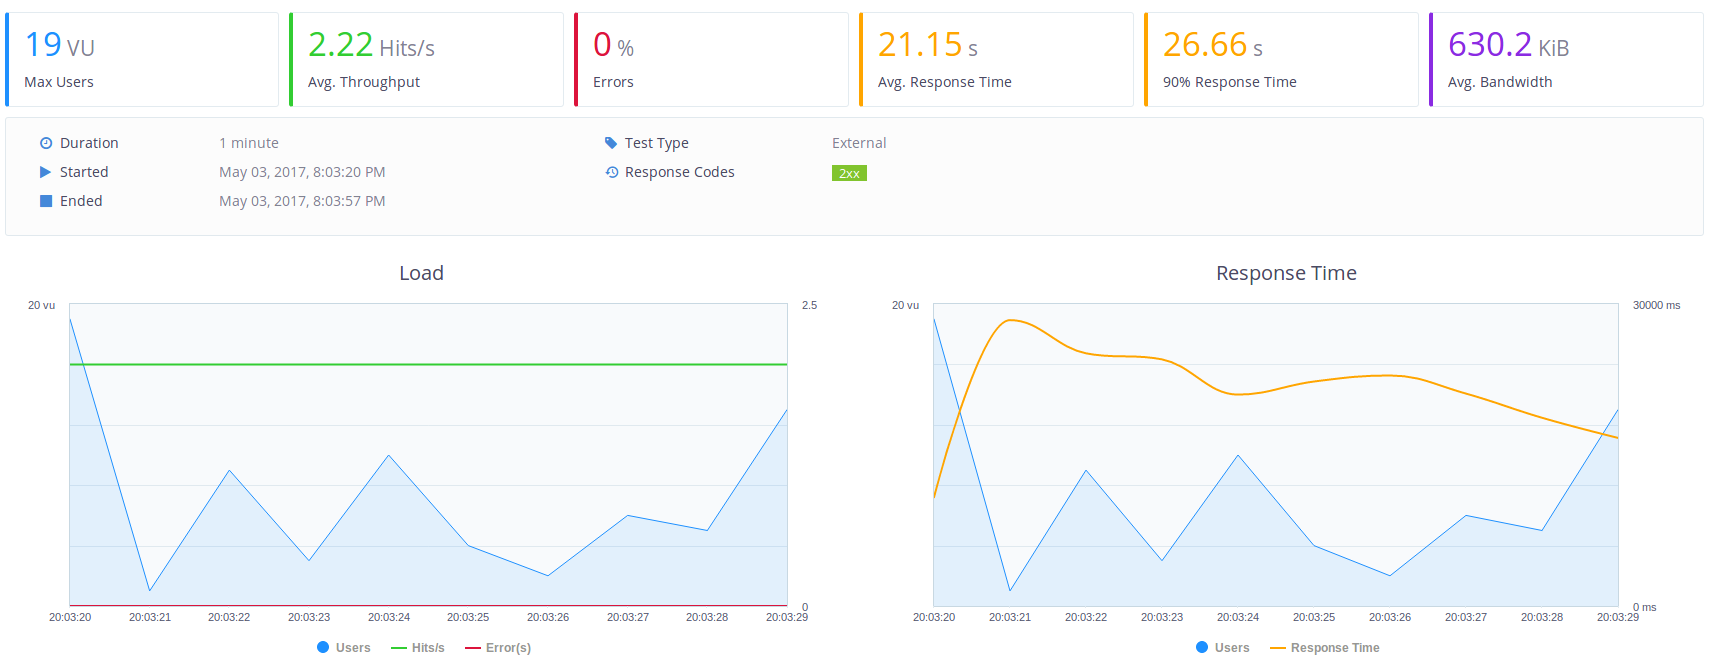 19 VU
Max Users
2.22 Hits/s
Avg. Throughput
0 %
Errors
21.15 s
Avg. Response Time
26.66 s
90% Response Time
630.2 KiB
Avg. Bandwidth
Duration 1 minute
Started May 03, 2017, 8:03:20 PM
Ended May 03, 2017, 8:03:57 PM
Test Type External
Response Codes 2xx
Load
20 vu 2.5
0
20:03:20 20:03:21 20:03:22 20:03:23 20:03:24 20:03:25 20:03:26 20:03:27 20:03:28 20:03:29
Users Hits/s Error(s)
Response Time
20 vu 30000 ms
0 ms
20:03:20 20:03:21 20:03:22 20:03:23 20:03:24 20:03:25 20:03:26 20:03:27 20:03:28 20:03:29
Users Response Time